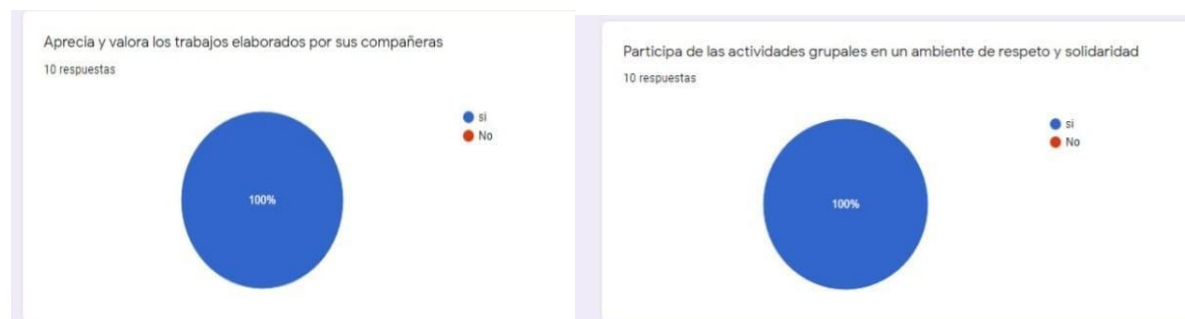 Aprecia y valora los trabajos elaborados por sus compañeras
10 respuestas
si
No
100%
Participa de las actividades grupales en un ambiente de respeto y solidaridad
10 respuestas
si
No
100%